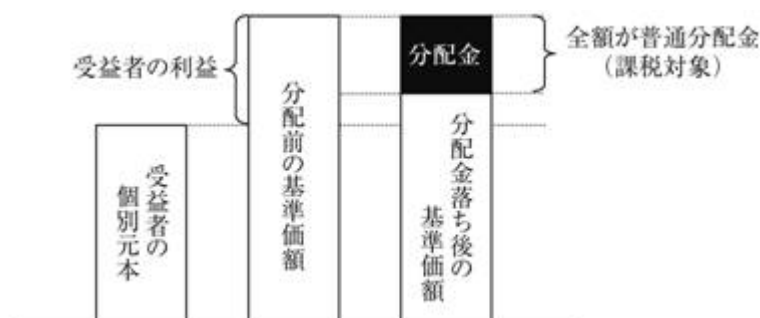 受益者の利益
分配金
全額が普通分配金
（課税対象）
受益者の
個別元本
分配前の基準価額
分配金落ち後の
基準価額